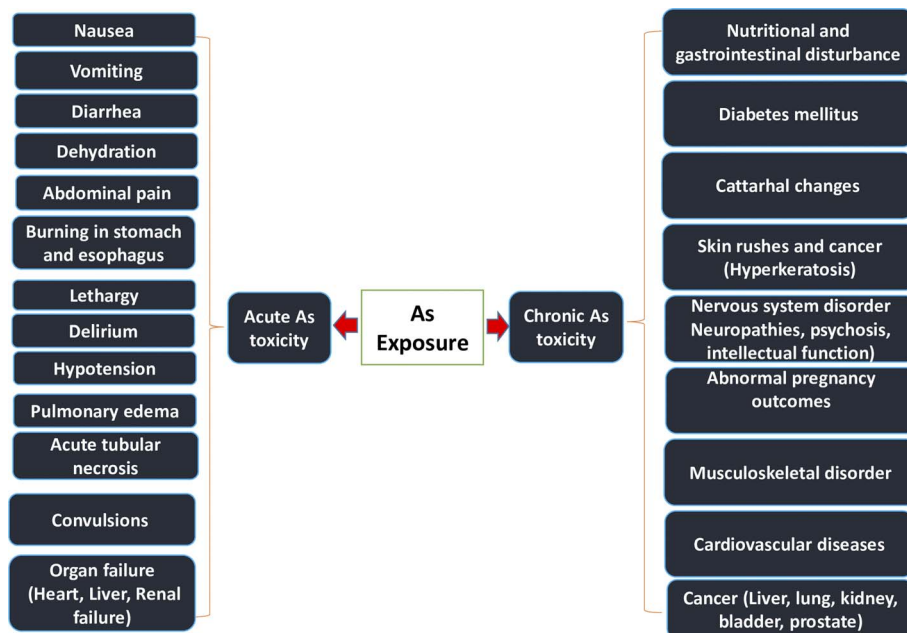 Nausea
Vomiting
Diarrhea
Dehydration
Abdominal pain
Burning in stomach
and esophagus
Lethargy
Delirium
Hypotension
Pulmonary edema
Acute tubular
necrosis
Convulsions
Organ failure
(Heart, Liver, Renal
failure)
Acute As
toxicity
As
Exposure
Chronic As
toxicity
Nutritional and
gastrointestinal disturbance
Diabetes mellitus
Cattarhal changes
Skin rushes and cancer
(Hyperkeratosis)
Nervous system disorder
Neuropathies, psychosis,
intellectual function)
Abnormal pregnancy
outcomes
Musculoskeletal disorder
Cardiovascular diseases
Cancer (Liver, lung, kidney,
bladder, prostate)